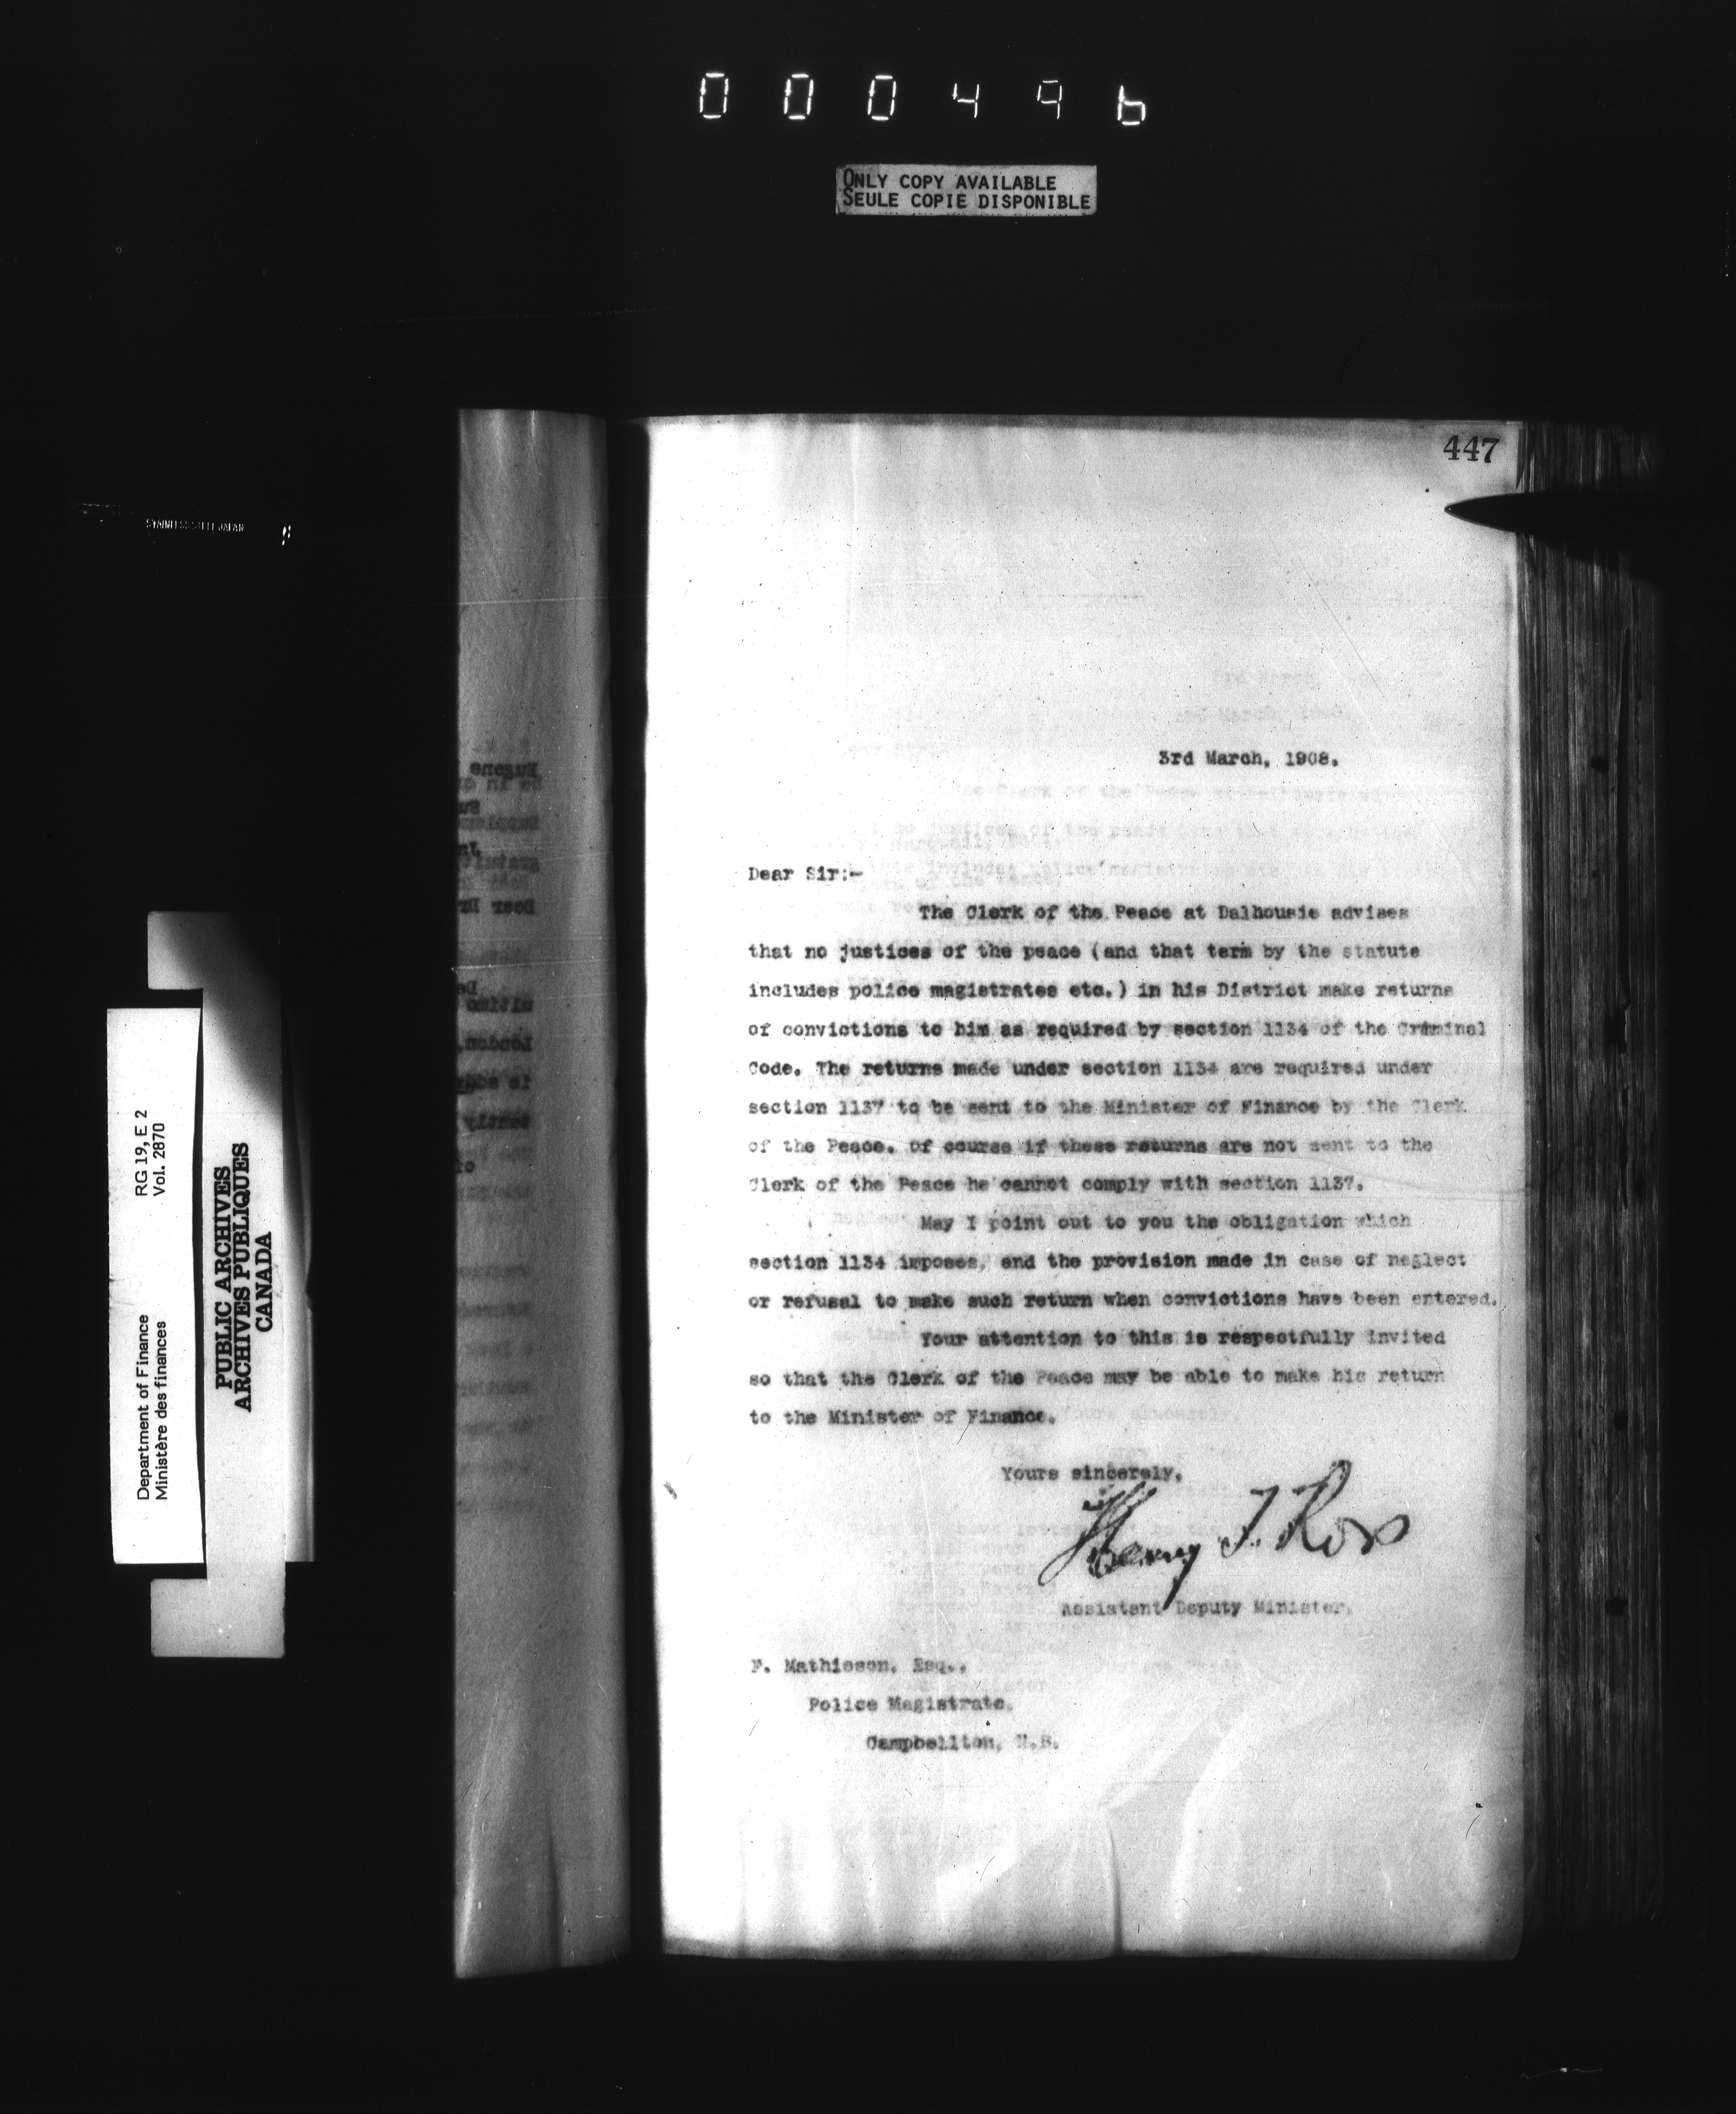 000496
ONLY COPY AVAILABLE
SEULE COPIE DISPONIBLE
447
STAINLESS STEEL JAPAN
Department of Finance RG 19, E 2
Ministère des finances Vol. 2870
PUBLIC ARCHIVES
ARCHIVES PUBLIQUES
CANADA
3rd March, 1908.
Dear Sir:-
The Clerk of the Peace at Dalhousie advises
that no justices of the peace (and that term by the statute
includes police magistrates etc.) in his District make returns
of convictions to him as required by section 1134 of the Criminal
Code. The returns made under section 1134 are required under
section 1137 to be sent to the Minister of Finance by the Clerk
of the Peace. Of course if these returns are not sent to the
Clerk of the Peace he cannot comply with section 1137.
May I point out to you the obligation which
section 1134 imposes, and the provision made in case of neglect
or refusal to make such return when convictions have been entered.
Your attention to this is respectfully invited
so that the Clerk of the Peace may be able to make his return
to the Minister of Finance.
Yours sincerely,
Henry T. Ross
Assistant Deputy Minister.
F. Mathieson, Esq.,
Police Magistrate,
Campbellton, N.B.